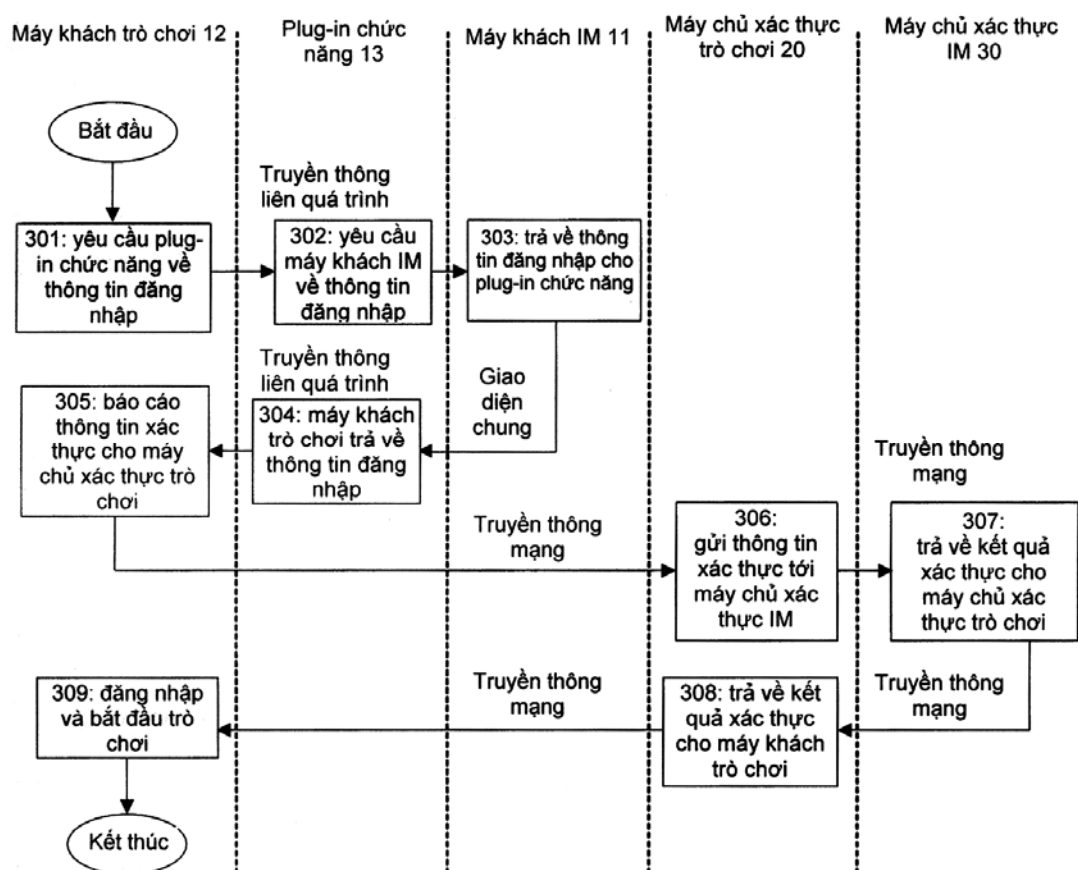 Máy khách trò chơi 12
Plug-in chức
năng 13
Máy khách IM 11
Máy chủ xác thực
trò chơi 20
Máy chủ xác thực
IM 30
Bắt đầu
301: yêu cầu plug-
in chức năng về
thông tin đăng
nhập
Truyền thông
liên quá trình
302: yêu cầu
máy khách IM
về thông tin
đăng nhập
303: trả về thông
tin đăng nhập cho
plug-in chức năng
Giao
diện
chung
Truyền thông
liên quá trình
304: máy khách
trò chơi trả về
thông tin đăng
nhập
305: báo cáo
thông tin xác
thực cho máy
chủ xác thực trò
chơi
Truyền thông
mạng
306:
gửi thông tin
xác thực tới
máy chủ xác
thực IM
Truyền thông
mạng
307:
trả về kết quả
xác thực cho
máy chủ xác
thực trò chơi
Truyền thông
mạng
308: trả về kết
quả xác thực
cho máy khách
trò chơi
Truyền thông
mạng
309: đăng nhập
và bắt đầu trò
chơi
Kết thúc